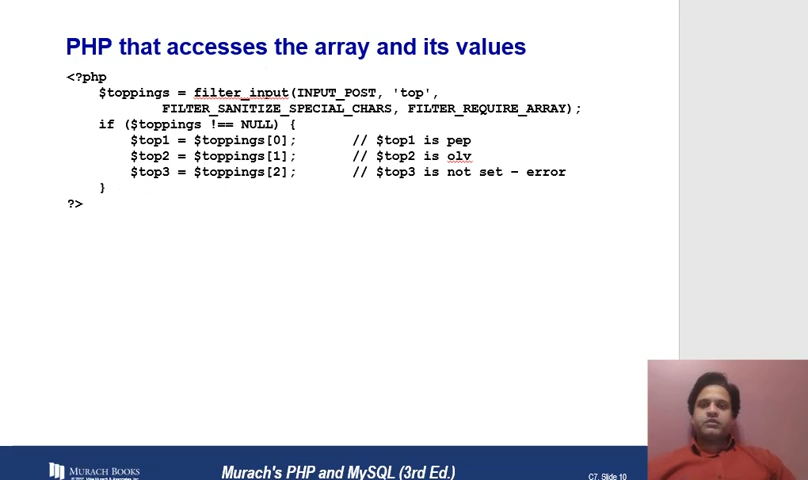 PHP that accesses the array and its values
<?php
$toppings = filter_input(INPUT_POST, 'top',
FILTER_SANITIZE_SPECIAL_CHARS, FILTER_REQUIRE_ARRAY);
if ($toppings !== NULL) {
$top1 = $toppings[0]; // $top1 is pep
$top2 = $toppings[1]; // $top2 is olv
$top3 = $toppings[2]; // $top3 is not set – error
}
?>
MURACH BOOKS
Murach's PHP and MySQL (3rd Ed.)
C7, Slide 10